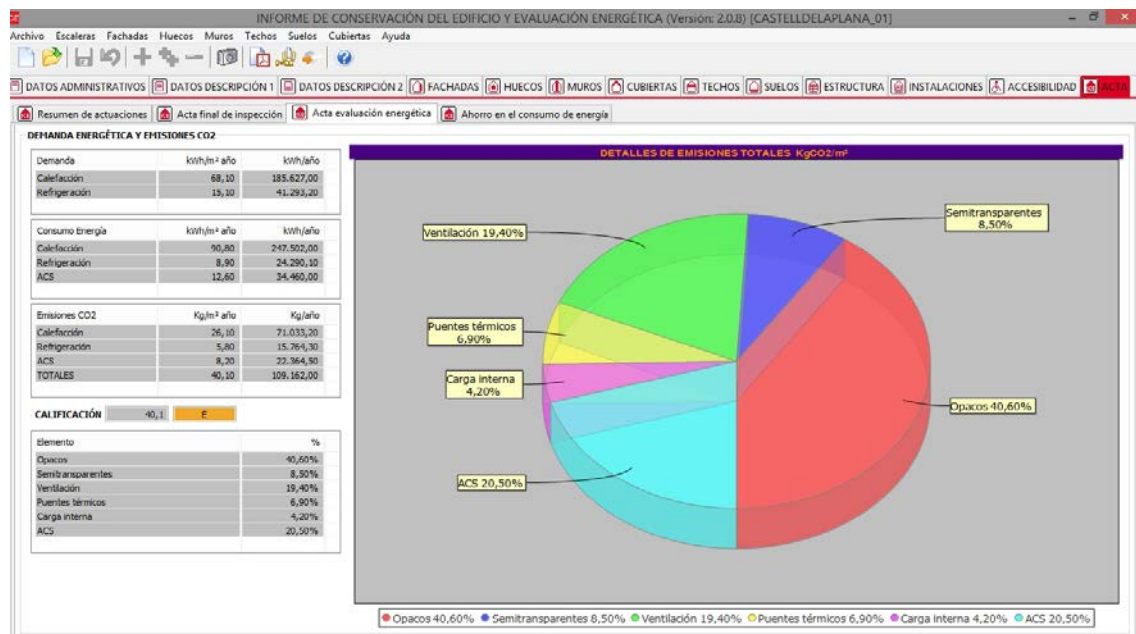 INFORME DE CONSERVACIÓN DEL EDIFICIO Y EVALUACIÓN ENERGÉTICA (Versión: 2.0.8) [CASTELLDELAPLANA_01]
Archivo Escaleras Fachadas Huecos Muros Techos Suelos Cubiertas Ayuda
DATOS ADMINISTRATIVOS DATOS DESCRIPCIÓN 1 DATOS DESCRIPCIÓN 2 FACHADAS HUECOS MUROS CUBIERTAS TECHOS SUELOS ESTRUCTURA INSTALACIONES ACCESIBILIDAD ACTA
Resumen de actuaciones Acta final de inspección Acta evaluación energética Ahorro en el consumo de energía
DEMANDA ENERGÉTICA Y EMISIONES CO2
Demanda kWh/m² año kWh/año
Calefacción 68,10 185.627,00
Refrigeración 15,10 41.293,20
Consumo Energía kWh/m² año kWh/año
Calefacción 90,80 247.502,00
Refrigeración 8,90 24.290,10
ACS 12,60 34.460,00
Emisiones CO2 Kg/m² año Kg/año
Calefacción 26,10 71.033,20
Refrigeración 5,80 15.764,30
ACS 8,20 22.364,50
TOTALES 40,10 109.162,00
CALIFICACIÓN 40,1 E
Elemento %
Opacos 40,60%
Semitransparentes 8,50%
Ventilación 19,40%
Puentes térmicos 6,90%
Carga interna 4,20%
ACS 20,50%
DETALLES DE EMISIONES TOTALES KgCO2/m²
Semitransparentes
8,50%
Ventilación 19,40%
Puentes térmicos
6,90%
Carga interna
4,20%
Opacos 40,60%
ACS 20,50%
Opacos 40,60% Semitransparentes 8,50% Ventilación 19,40% Puentes térmicos 6,90% Carga interna 4,20% ACS 20,50%